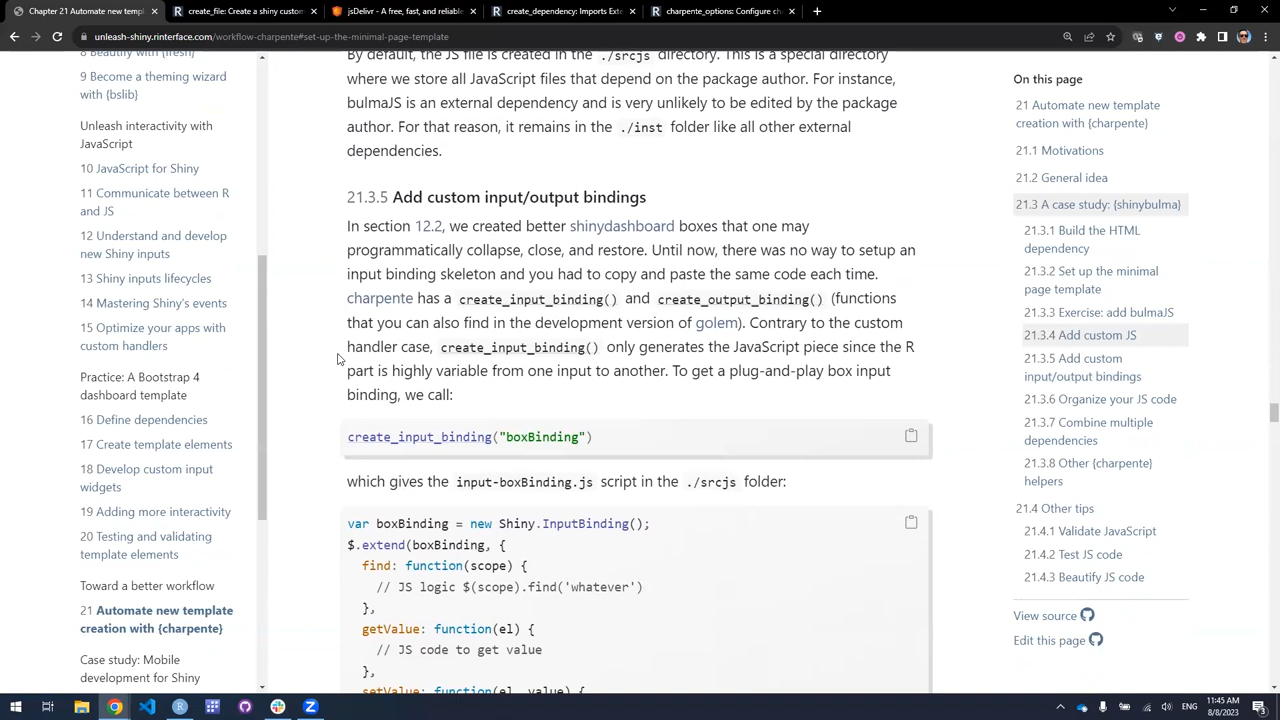 Chapter 21 Automate new templat
create_file: Create a shiny custom
jsDelivr - A free, fast, and reliable
create_dependency: Imports Exter
charpente_options: Configure cha
unleash-shiny.rinterface.com/workflow-charpente#set-up-the-minimal-page-template
8 Beautify with {fresh}
9 Become a theming wizard
with {bslib}
Unleash interactivity with
JavaScript
10 JavaScript for Shiny
11 Communicate between R
and JS
12 Understand and develop
new Shiny inputs
13 Shiny inputs lifecycles
14 Mastering Shiny's events
15 Optimize your apps with
custom handlers
Practice: A Bootstrap 4
dashboard template
16 Define dependencies
17 Create template elements
18 Develop custom input
widgets
19 Adding more interactivity
20 Testing and validating
template elements
Toward a better workflow
21 Automate new template
creation with {charpente}
Case study: Mobile
development for Shiny
By default, the JS file is created in the ./srcjs directory. This is a special directory
where we store all JavaScript files that depend on the package author. For instance,
bulmaJS is an external dependency and is very unlikely to be edited by the package
author. For that reason, it remains in the ./inst folder like all other external
dependencies.
21.3.5 Add custom input/output bindings
In section 12.2, we created better shinydashboard boxes that one may
programmatically collapse, close, and restore. Until now, there was no way to setup an
input binding skeleton and you had to copy and paste the same code each time.
charpente has a create_input_binding() and create_output_binding() (functions
that you can also find in the development version of golem). Contrary to the custom
handler case, create_input_binding() only generates the JavaScript piece since the R
part is highly variable from one input to another. To get a plug-and-play box input
binding, we call:
create_input_binding("boxBinding")
which gives the input-boxBinding.js script in the ./srcjs folder:
var boxBinding = new Shiny.InputBinding();
$.extend(boxBinding, {
find: function(scope) {
// JS logic $(scope).find('whatever')
},
getValue: function(el) {
// JS code to get value
},
setValue: function(el, value) {
On this page
21 Automate new template
creation with {charpente}
21.1 Motivations
21.2 General idea
21.3 A case study: {shinybulma}
21.3.1 Build the HTML
dependency
21.3.2 Set up the minimal
page template
21.3.3 Exercise: add bulmaJS
21.3.4 Add custom JS
21.3.5 Add custom
input/output bindings
21.3.6 Organize your JS code
21.3.7 Combine multiple
dependencies
21.3.8 Other {charpente}
helpers
21.4 Other tips
21.4.1 Validate JavaScript
21.4.2 Test JS code
21.4.3 Beautify JS code
View source
Edit this page
ENG
11:45 AM
8/8/2023